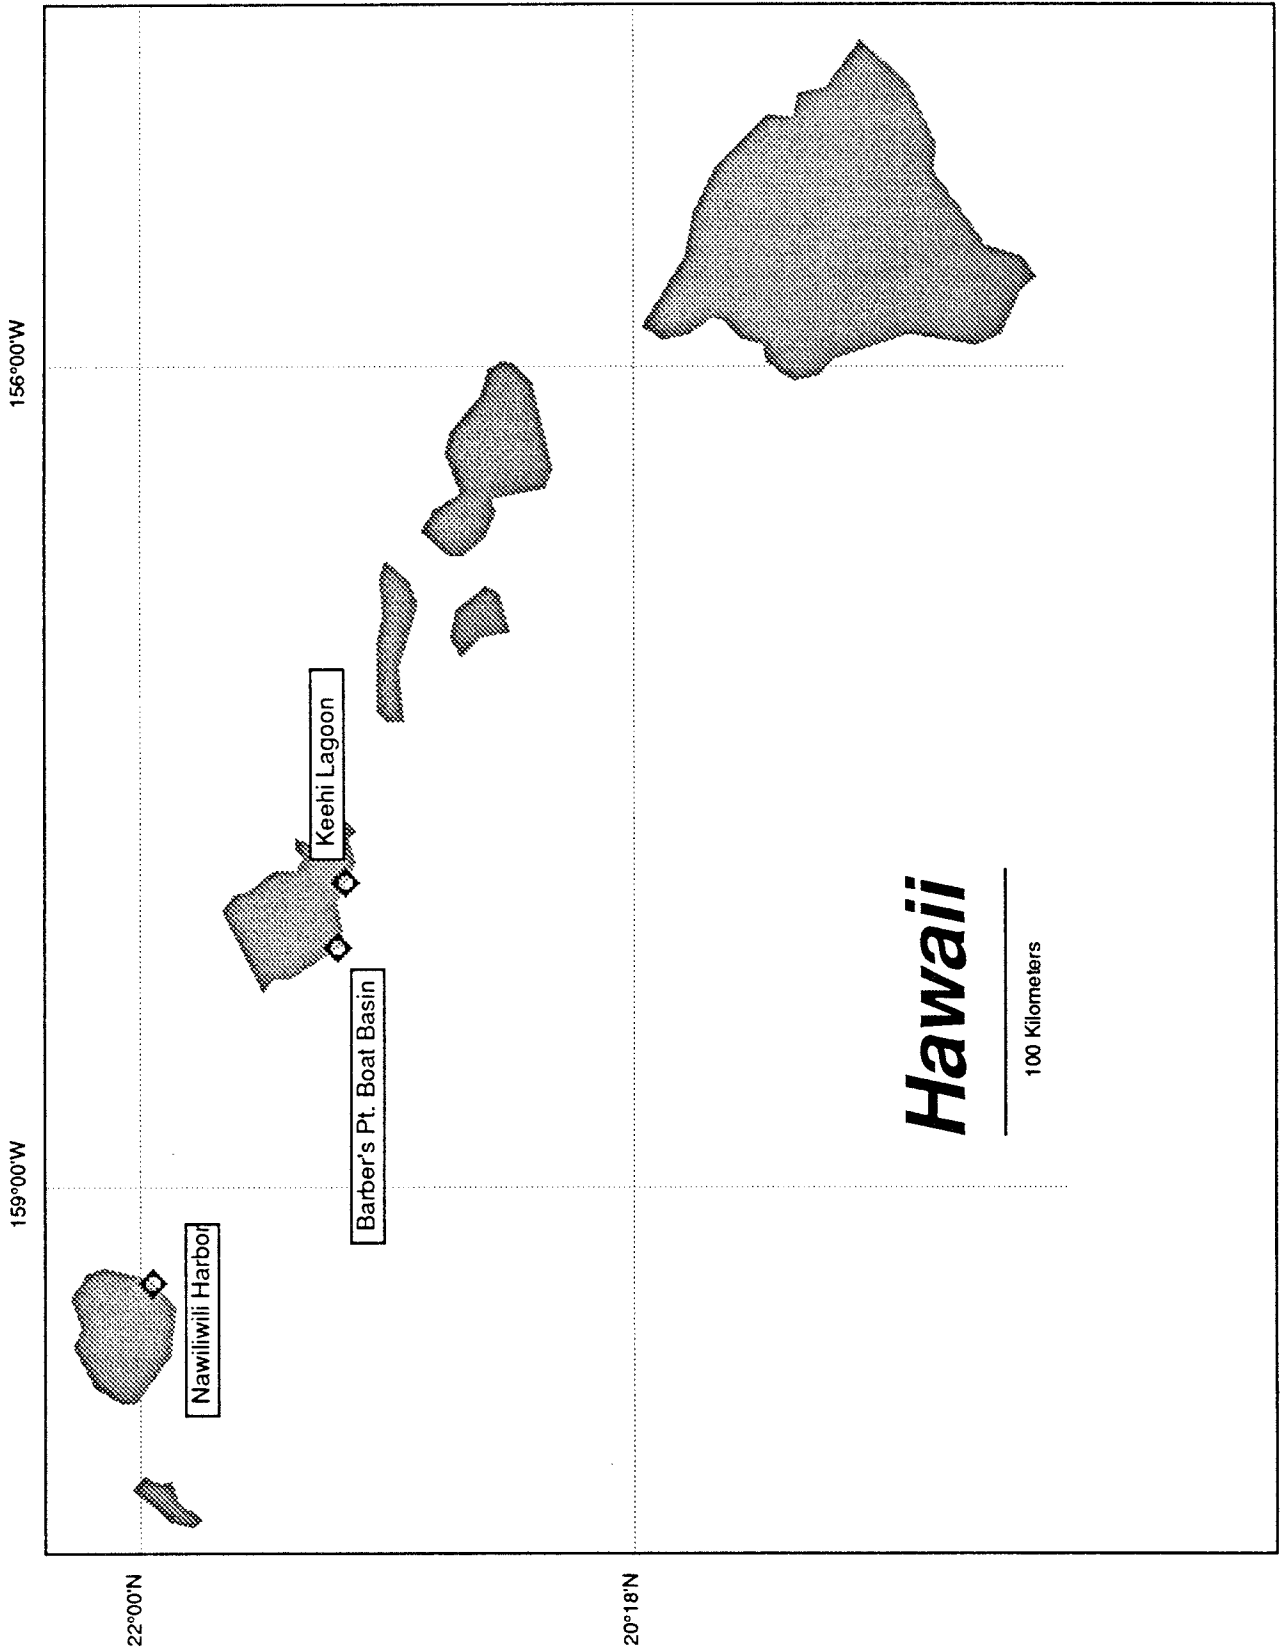 159°00'W
156°00'W
22°00'N
20°18'N
Nawiliwili Harbor
Barber's Pt. Boat Basin
Keehi Lagoon
Hawaii
100 Kilometers